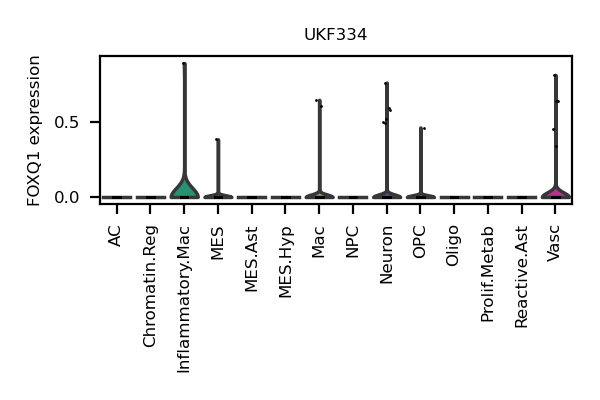 UKF334
FOXQ1 expression
0.5
0.0
AC
Chromatin.Reg
Inflammatory.Mac
MES
MES.Ast
MES.Hyp
Mac
NPC
Neuron
OPC
Oligo
Prolif.Metab
Reactive.Ast
Vasc